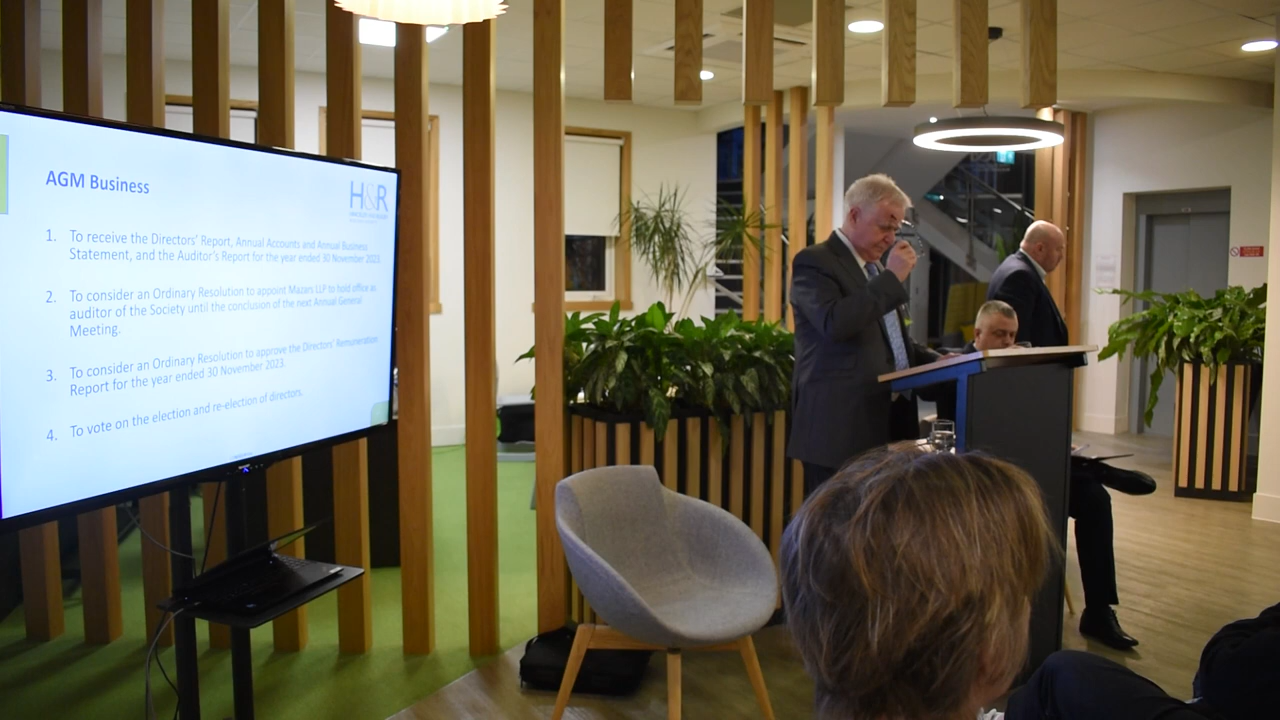 AGM Business
H&R
HINCKLEY AND RUGBY
1. To receive the Directors' Report, Annual Accounts and Annual Business
Statement, and the Auditor's Report for the year ended 30 November 2023.
2. To consider an Ordinary Resolution to appoint Mazars LLP to hold office as
auditor of the Society until the conclusion of the next Annual General
Meeting.
3. To consider an Ordinary Resolution to approve the Directors' Remuneration
Report for the year ended 30 November 2023.
4. To vote on the election and re-election of directors.